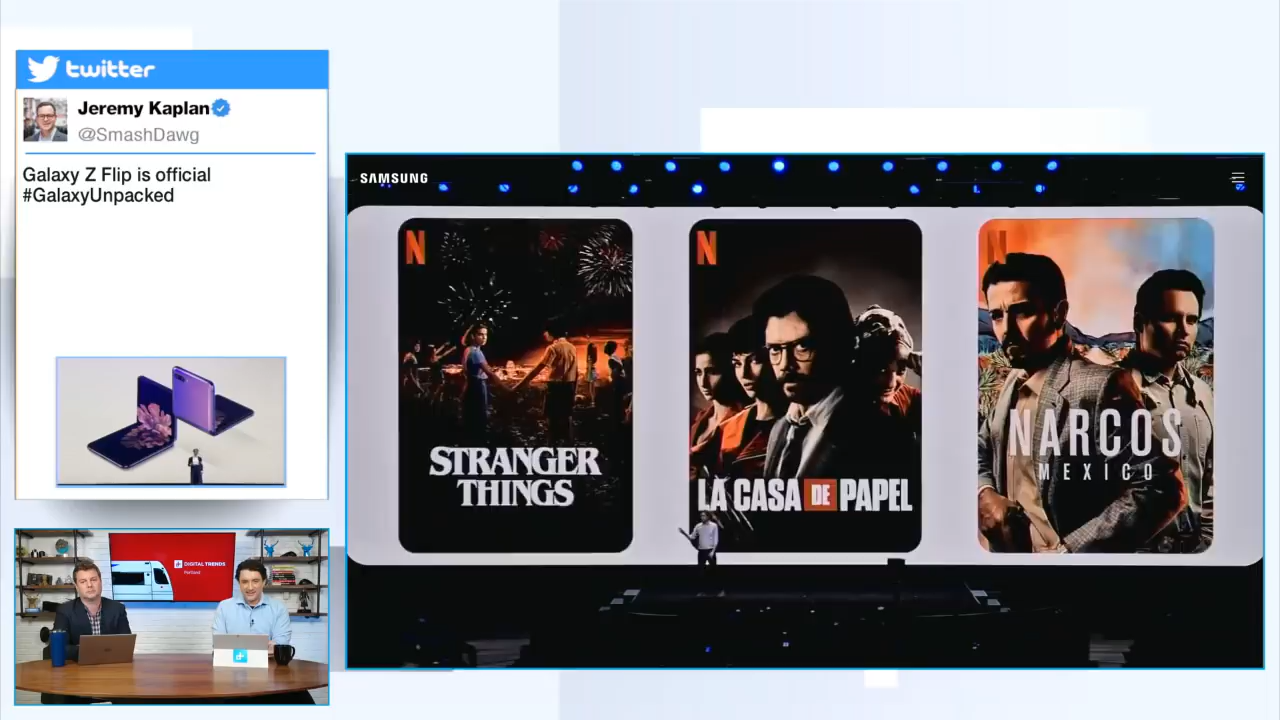 twitter
Jeremy Kaplan
@SmashDawg
Galaxy Z Flip is official
#GalaxyUnpacked
SAMSUNG
N
STRANGER
THINGS
N
LA CASA DE PAPEL
N
NARCOS
MEXICO
DIGITAL TRENDS
Portland